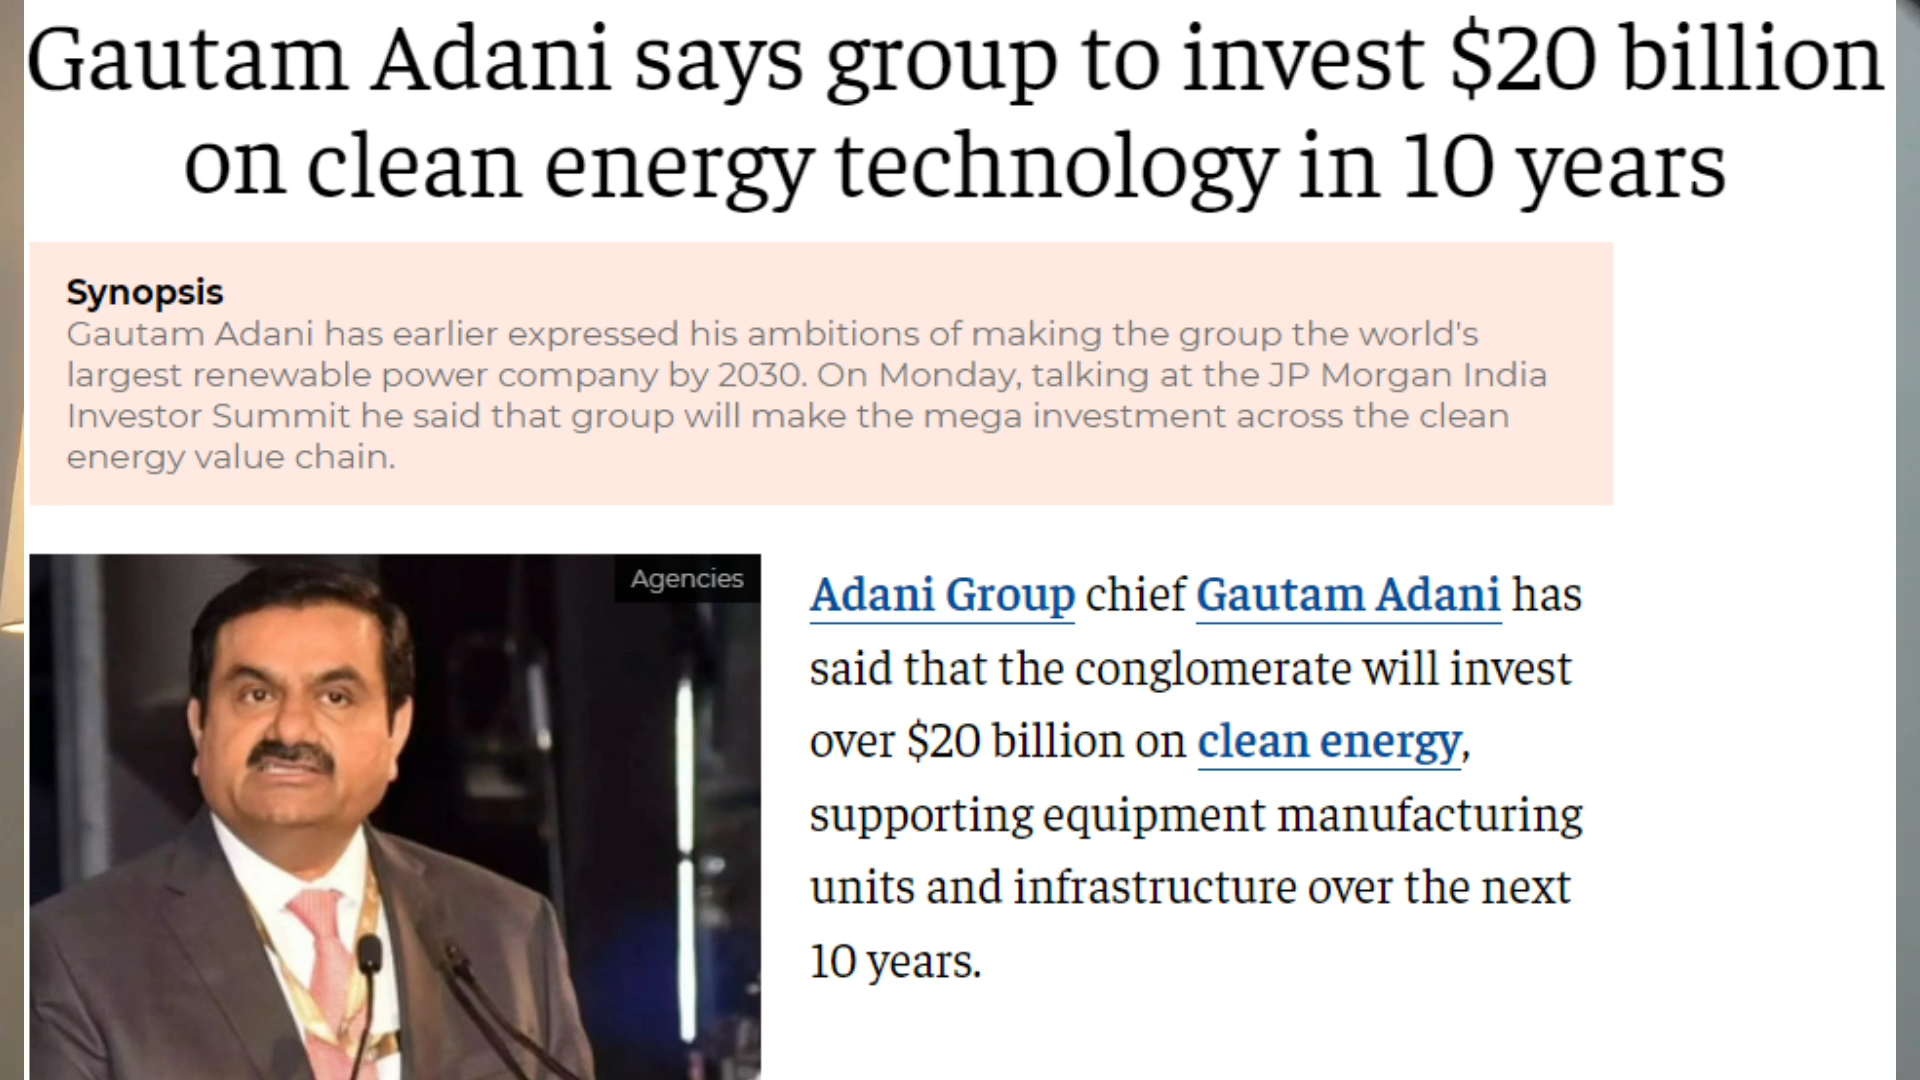 Gautam Adani says group to invest $20 billion
on clean energy technology in 10 years
Synopsis
Gautam Adani has earlier expressed his ambitions of making the group the world's
largest renewable power company by 2030. On Monday, talking at the JP Morgan India
Investor Summit he said that group will make the mega investment across the clean
energy value chain.
Agencies
Adani Group chief Gautam Adani has
said that the conglomerate will invest
over $20 billion on clean energy,
supporting equipment manufacturing
units and infrastructure over the next
10 years.